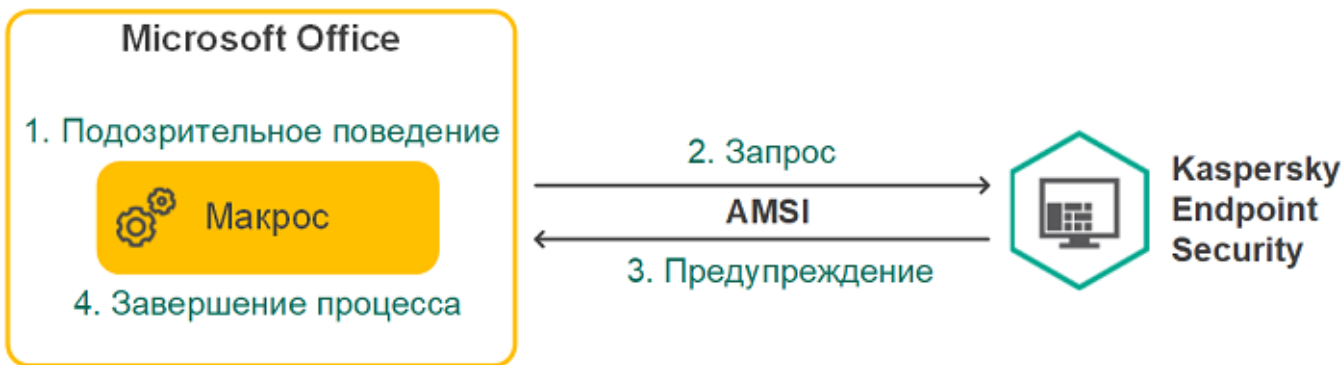 Microsoft Office
1. Подозрительное поведение
Макрос
4. Завершение процесса
2. Запрос
AMSI
3. Предупреждение
Kaspersky
Endpoint
Security